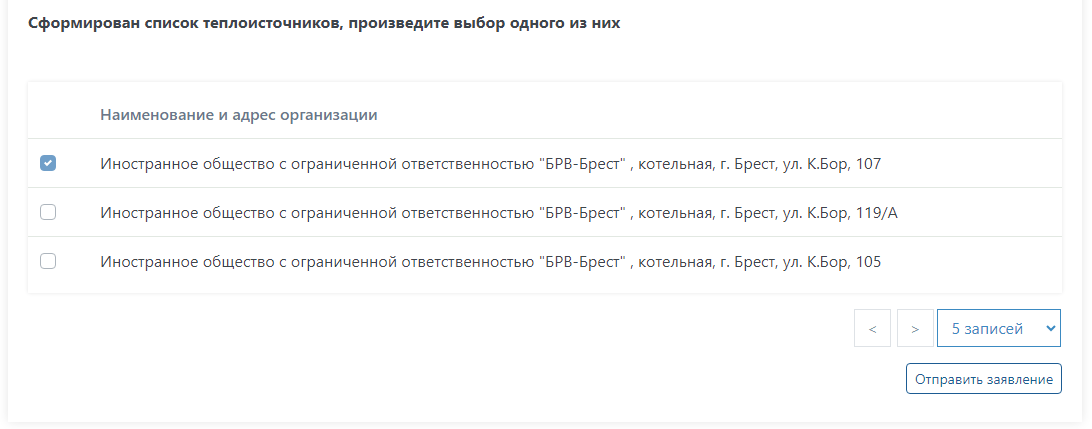 Сформирован список теплоисточников, произведите выбор одного из них
Наименование и адрес организации
Иностранное общество с ограниченной ответственностью "БРВ-Брест" , котельная, г. Брест, ул. К.Бор, 107
Иностранное общество с ограниченной ответственностью "БРВ-Брест" , котельная, г. Брест, ул. К.Бор, 119/А
Иностранное общество с ограниченной ответственностью "БРВ-Брест" , котельная, г. Брест, ул. К.Бор, 105
< > 5 записей
Отправить заявление